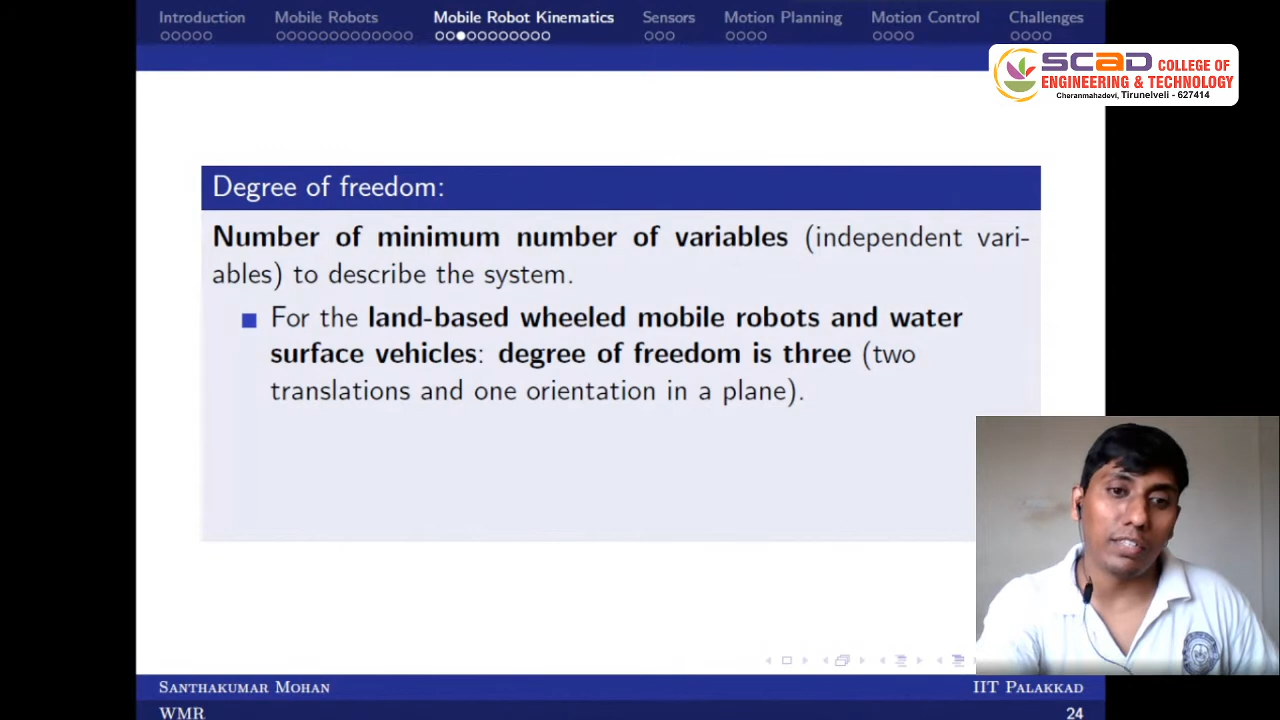 Introduction Mobile Robots Mobile Robot Kinematics Sensors Motion Planning Motion Control Challenges
scad COLLEGE OF
ENGINEERING & TECHNOLOGY
Cheranmahadevi, Tirunelveli - 627414
Degree of freedom:
Number of minimum number of variables (independent vari-
ables) to describe the system.
For the land-based wheeled mobile robots and water
surface vehicles: degree of freedom is three (two
translations and one orientation in a plane).
Santhakumar Mohan IIT Palakkad
WMR 24